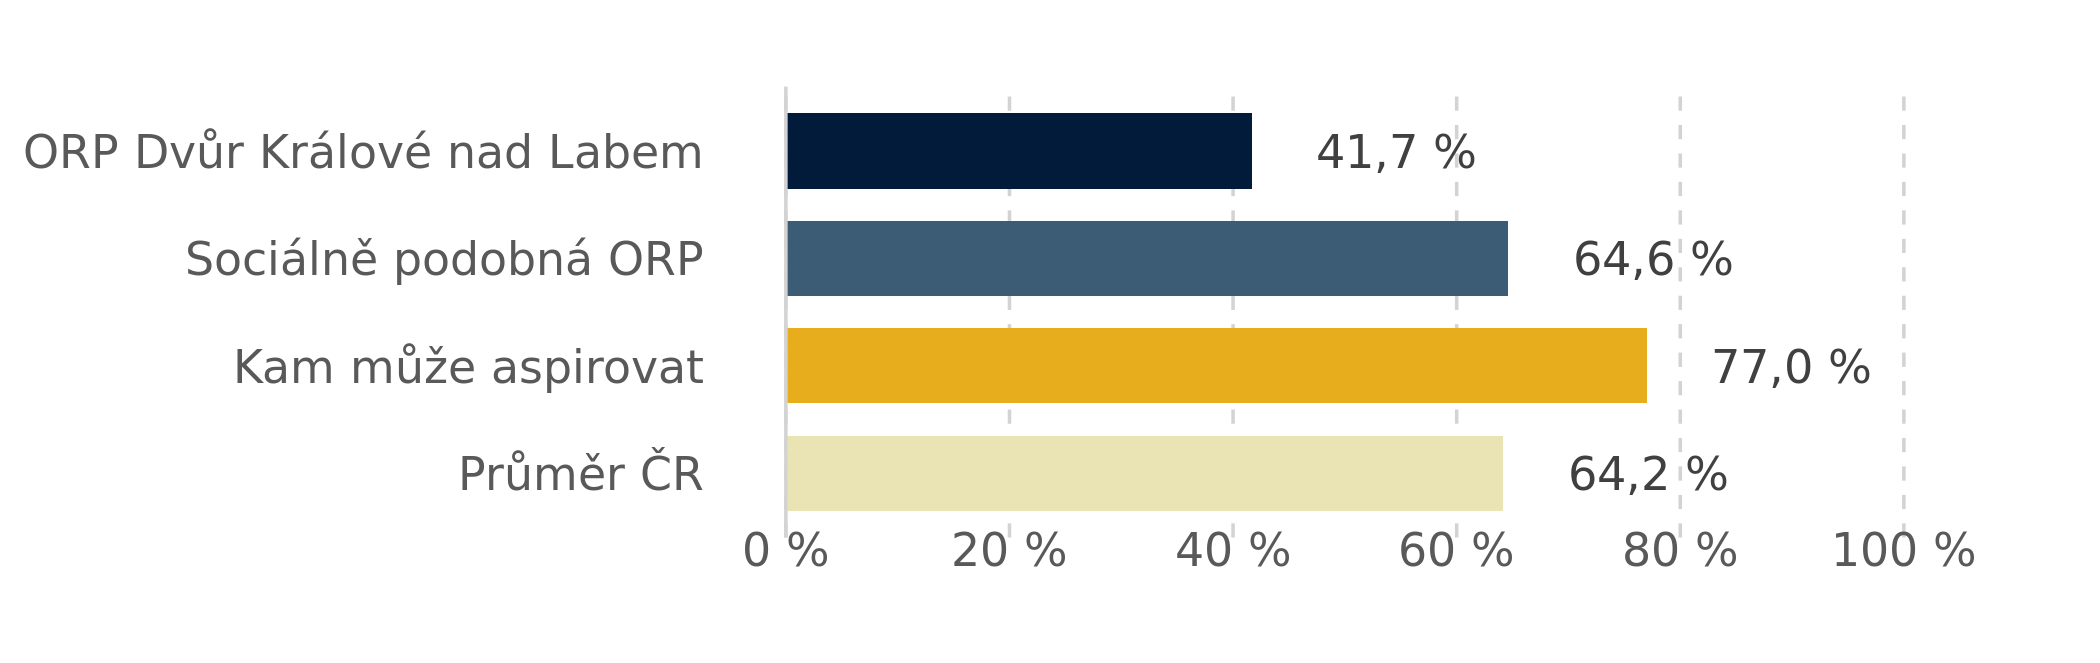 ORP Dvůr Králové nad Labem 41,7 %
Sociálně podobná ORP 64,6 %
Kam může aspirovat 77,0 %
Průměr ČR 64,2 %
0 % 20 % 40 % 60 % 80 % 100 %